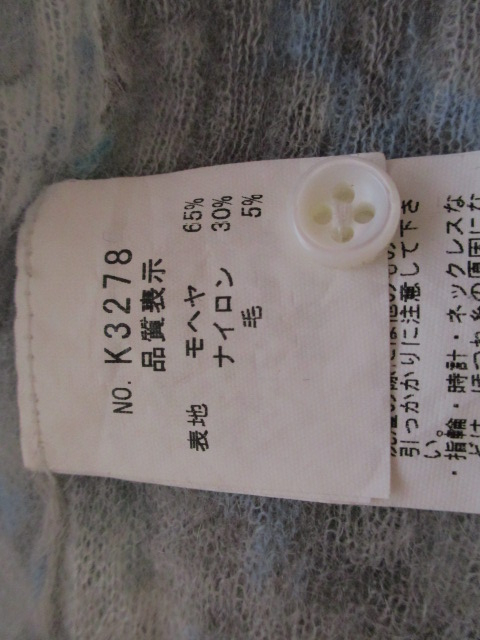 NO. K3278
品質表示
表地 モヘヤ 65%
ナイロン 30%
毛 5%
引っかかりに注意して下さ
い。
・指輪・時計・ネックレスな